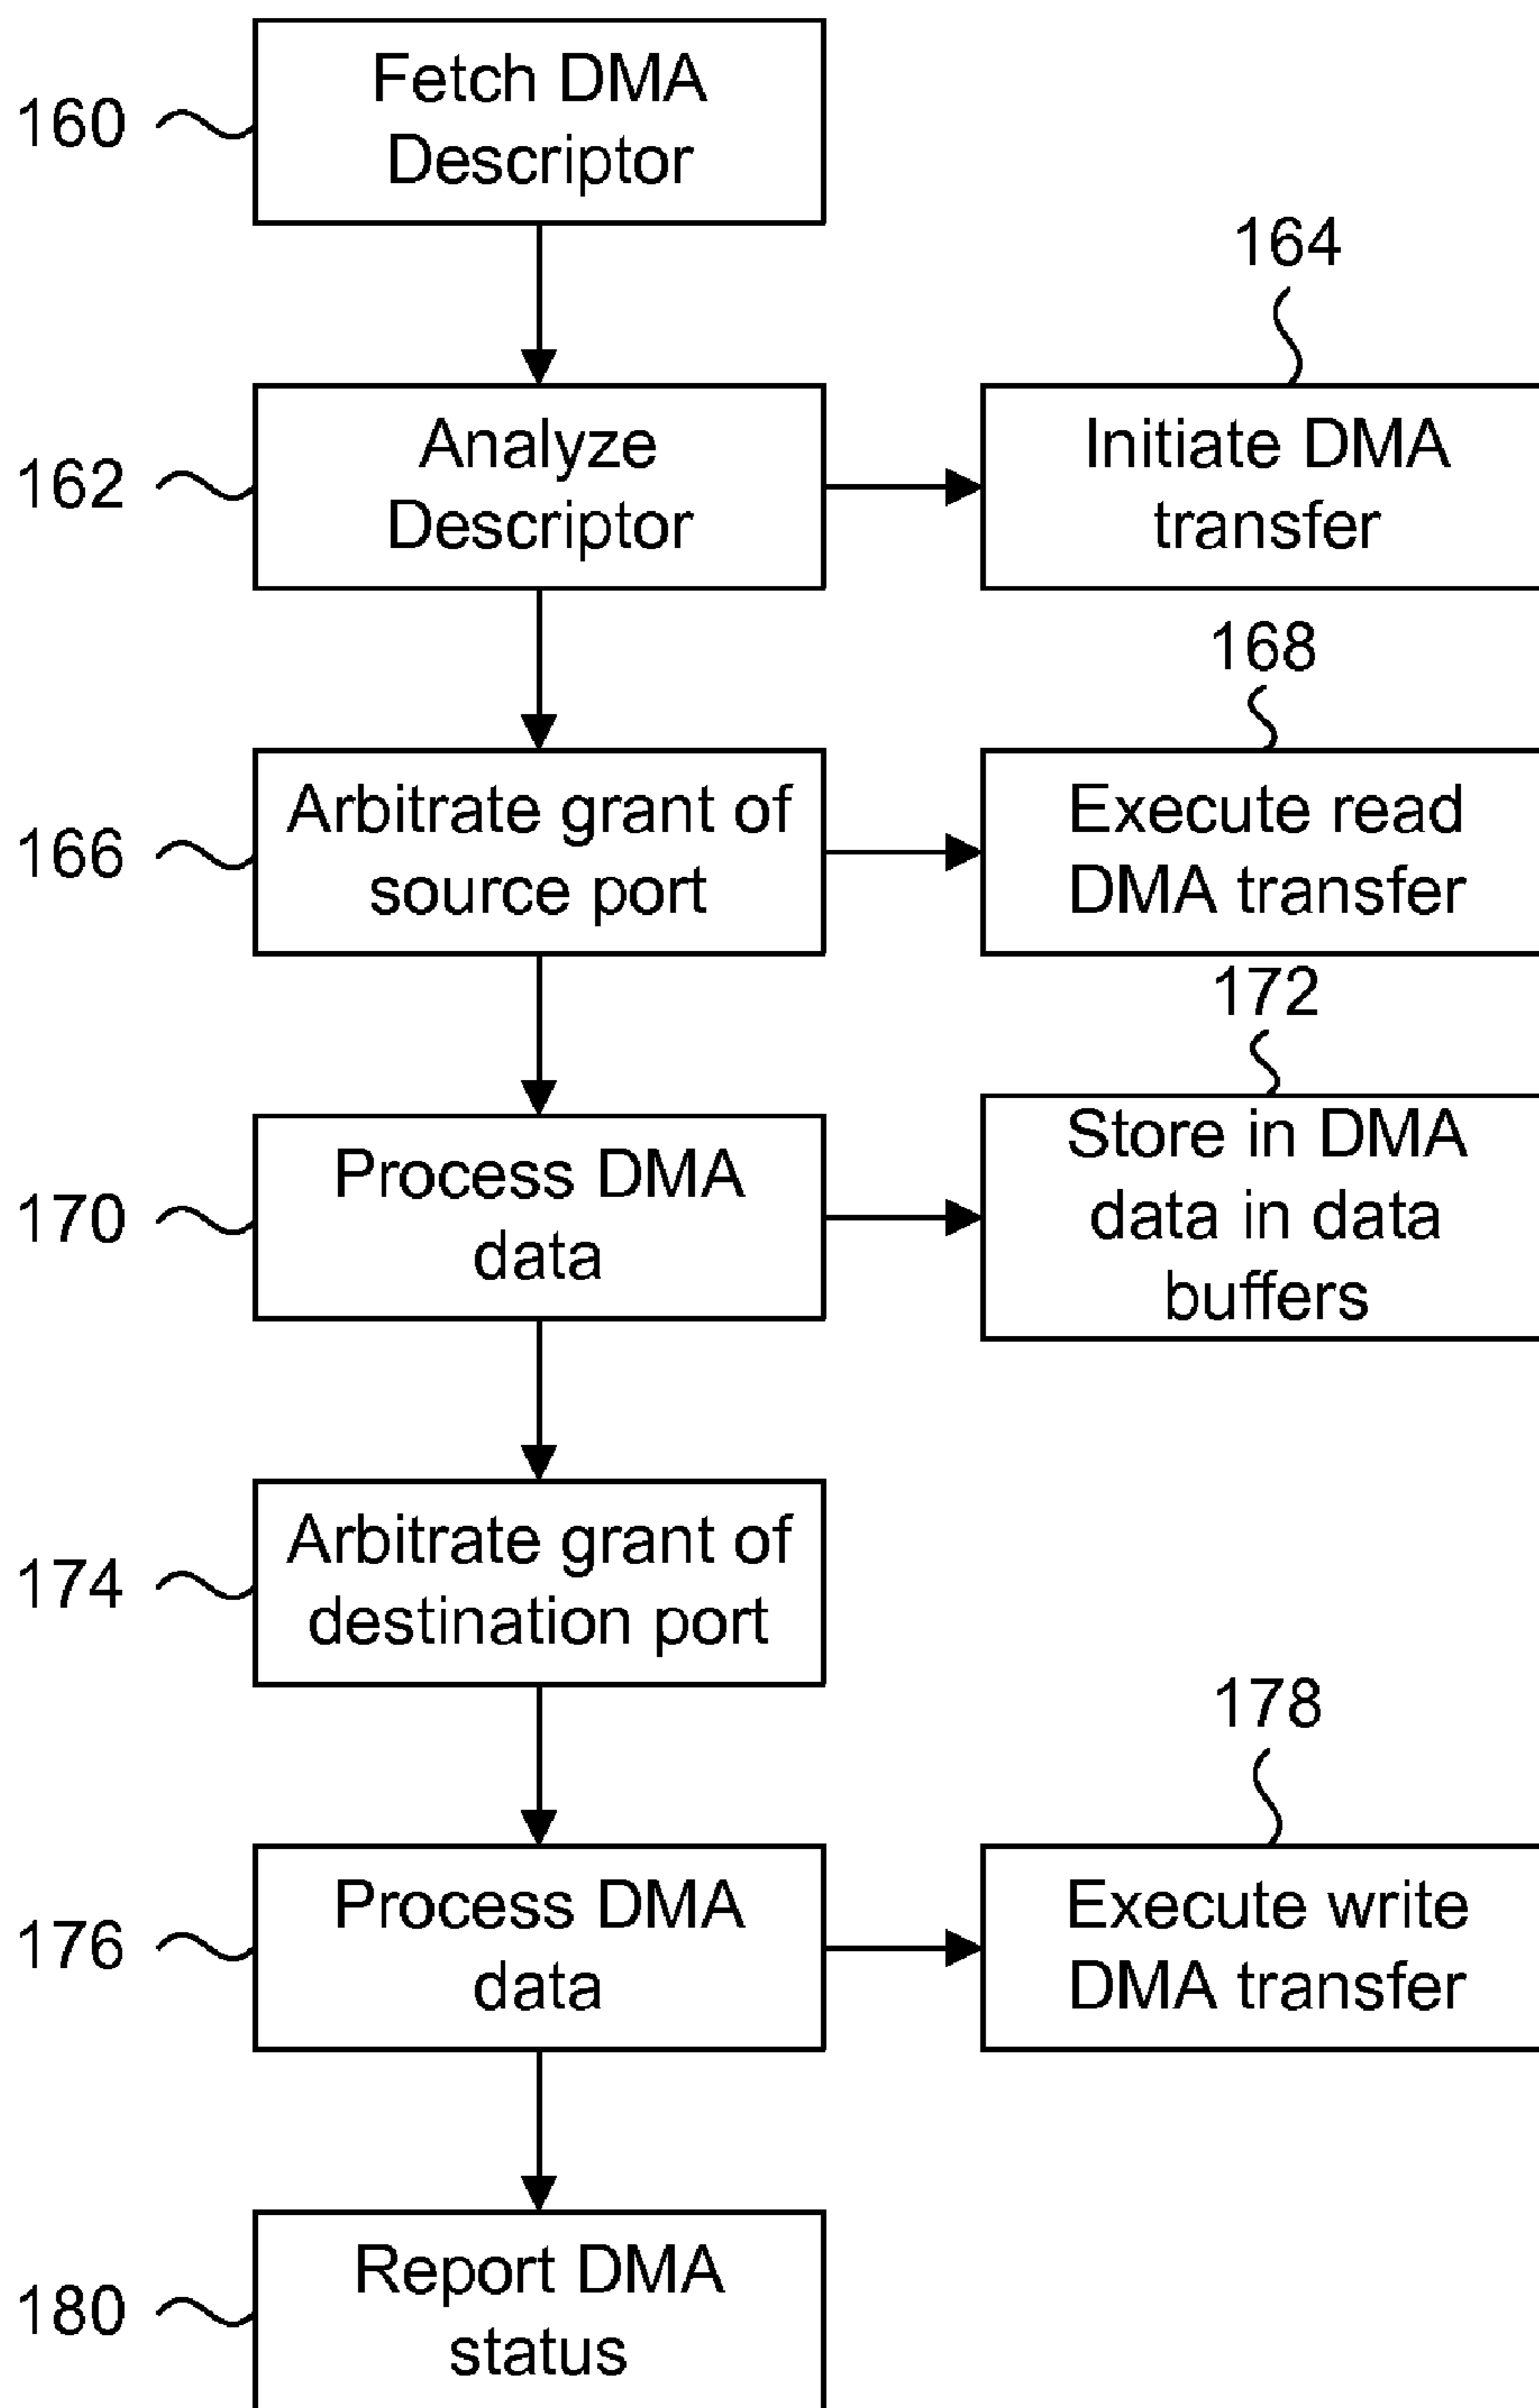 160
Fetch DMA
Descriptor
164
162
Analyze
Descriptor
Initiate DMA
transfer
168
166
Arbitrate grant of
source port
Execute read
DMA transfer
172
170
Process DMA
data
Store in DMA
data in data
buffers
174
Arbitrate grant of
destination port
178
176
Process DMA
data
Execute write
DMA transfer
180
Report DMA
status